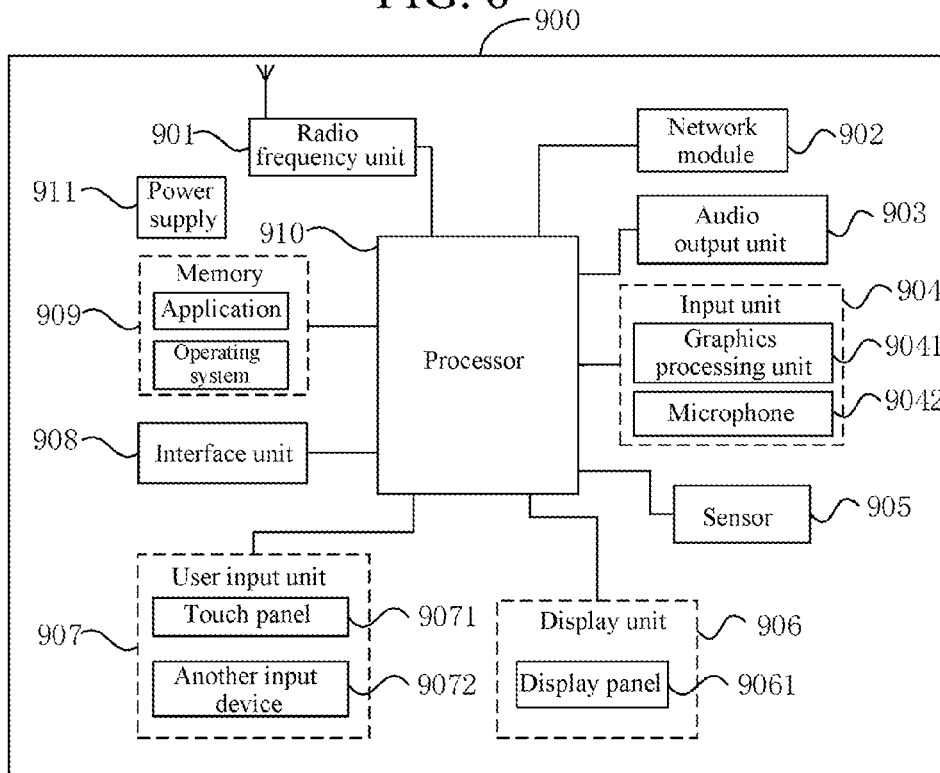 FIG. 6
900
901
Radio
frequency unit
Network
module
902
911
Power
supply
910
Audio
output unit
903
Memory
Application
Operating
system
909
Processor
Input unit
904
Graphics
processing unit
9041
Microphone
9042
908
Interface unit
Sensor
905
User input unit
Touch panel
9071
907
Another input
device
9072
Display unit
906
Display panel
9061